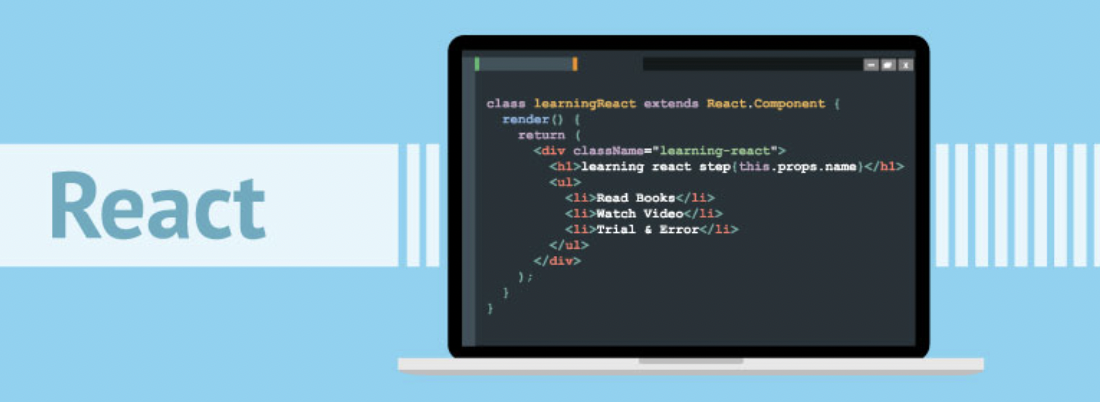 React
class learningReact extends React.Component {
render() {
return (
<div className="learning-react">
<h1>learning react step{this.props.name}</h1>
<ul>
<li>Read Books</li>
<li>Watch Video</li>
<li>Trial & Error</li>
</ul>
</div>
);
}
}